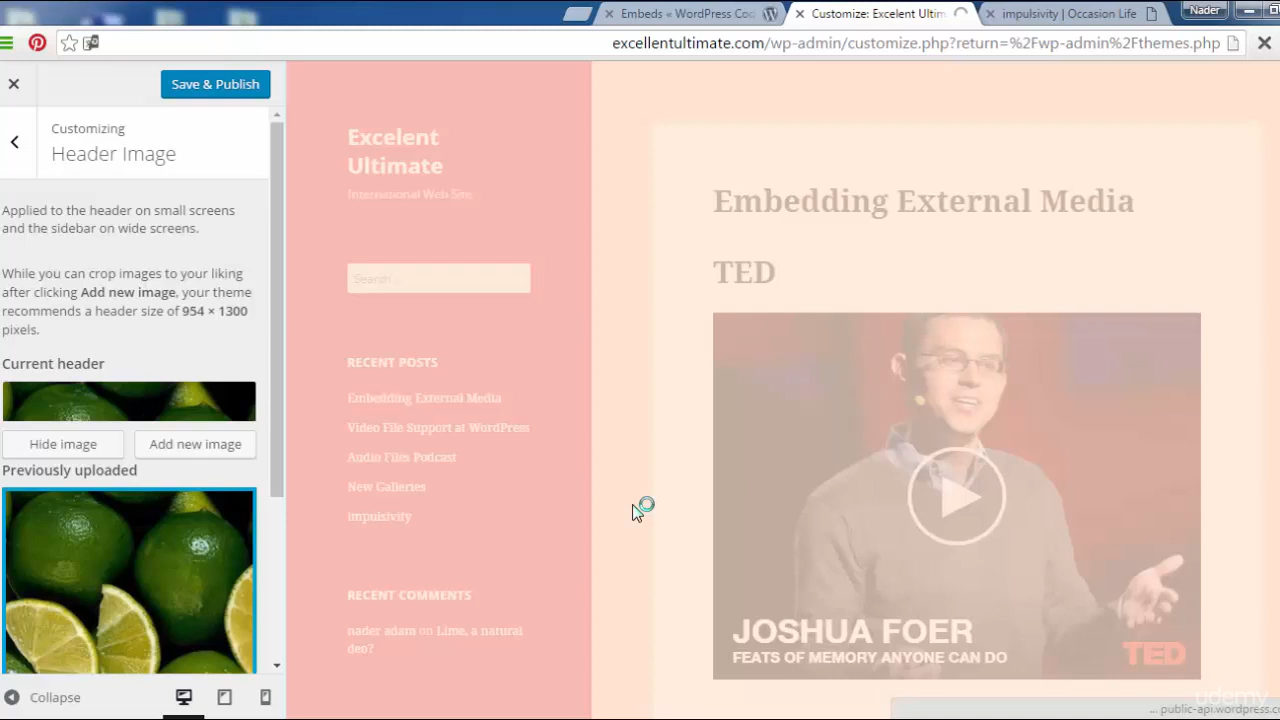 Embeds « WordPress Cod
Customize: Excelent Ultim
impulsivity | Occasion Life
Nader
excellentultimate.com/wp-admin/customize.php?return=%2Fwp-admin%2Fthemes.php
Save & Publish
Customizing
Header Image
Applied to the header on small screens
and the sidebar on wide screens.
While you can crop images to your liking
after clicking Add new image, your theme
recommends a header size of 954 × 1300
pixels.
Current header
Hide image
Add new image
Previously uploaded
Collapse
Excelent
Ultimate
International Web Site
Search
RECENT POSTS
Embedding External Media
Video File Support at WordPress
Audio Files Podcast
New Galleries
impulsivity
RECENT COMMENTS
nader adam on Lime, a natural
deo?
Embedding External Media
TED
JOSHUA FOER
FEATS OF MEMORY ANYONE CAN DO
TED
udemy
... public-api.wordpress.co